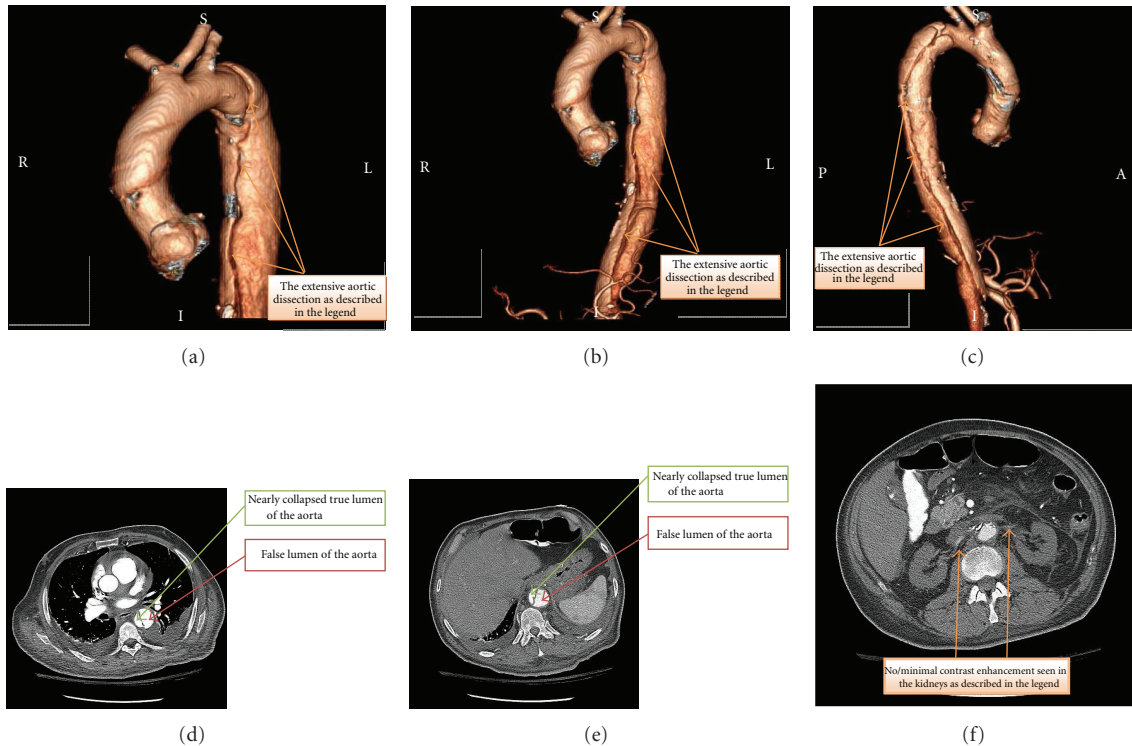 S
R
L
The extensive aortic
dissection as described
in the legend
I
(a)
S
R
L
The extensive aortic
dissection as described
in the legend
I
(b)
S
P
A
The extensive aortic
dissection as described
in the legend
I
(c)
Nearly collapsed true lumen
of the aorta
False lumen of the aorta
(d)
Nearly collapsed true lumen
of the aorta
False lumen of the aorta
(e)
No/minimal contrast enhancement seen in
the kidneys as described in the legend
(f)